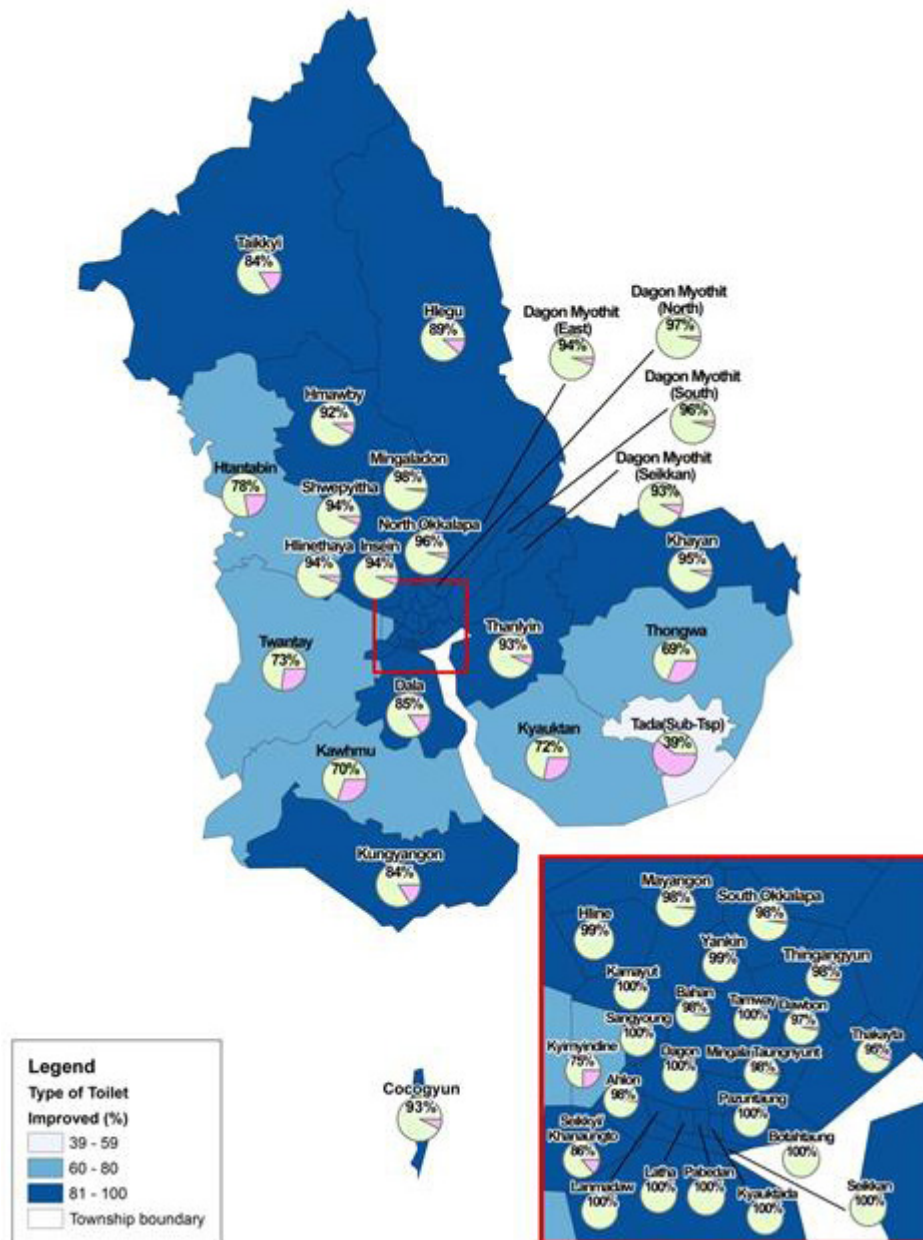 Taikkyi
84%
Hlegu
89%
Dagon Myothit
(East)
94%
Dagon Myothit
(North)
97%
Dagon Myothit
(South)
96%
Dagon Myothit
(Seikkan)
93%
Hmawby
92%
Mingaladon
98%
Htantabin
78%
Shwepyitha
94%
North Okkalapa
96%
Hlinethaya
94%
Insein
94%
Khayan
95%
Twantay
73%
Thanlyin
93%
Thongwa
69%
Dala
85%
Kyauktan
72%
Tada(Sub-Tsp)
39%
Kawhmu
70%
Kungyangon
84%
Cocogyun
93%
Mayangon
98%
South Okkalapa
98%
Hline
99%
Yankin
99%
Thingangyun
98%
Kamayut
100%
Bahan
98%
Tamway
100%
Dawbon
97%
Sangyoung
100%
Thakayta
95%
Kyimyindine
75%
Dagon
100%
Mingala Taungnyunt
98%
Ahlon
98%
Pazuntaung
100%
Seikkyi/
Khanaungto
86%
Botahtaung
100%
Lanmadaw
100%
Latha
100%
Pabedan
100%
Kyauktada
100%
Seikkan
100%
Legend
Type of Toilet
Improved (%)
39 - 59
60 - 80
81 - 100
Township boundary